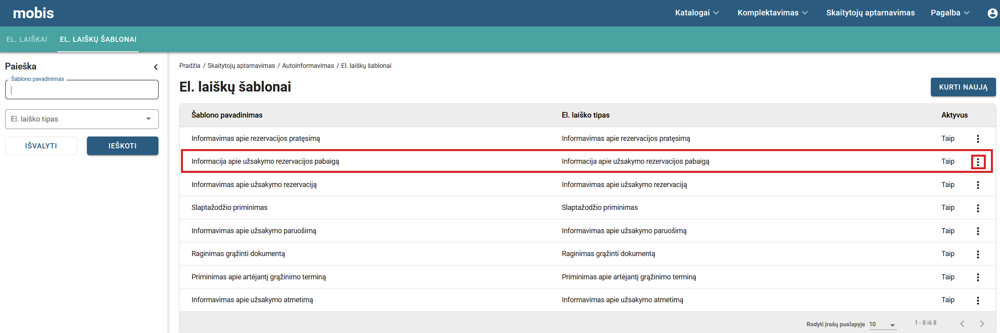 mobis
Katalogai Komplektavimas Skaitytojų aptarnavimas Pagalba
EL. LAIŠKAI EL. LAIŠKŲ ŠABLONAI
Paieška
Šablono pavadinimas
El. laiško tipas
IŠVALYTI IEŠKOTI
Pradžia / Skaitytojų aptarnavimas / Autoinformavimas / El. laiškų šablonai
El. laiškų šablonai
KURTI NAUJĄ
Šablono pavadinimas El. laiško tipas Aktyvus
Informavimas apie rezervacijos pratęsimą Informavimas apie rezervacijos pratęsimą Taip
Informacija apie užsakymo rezervacijos pabaigą Informacija apie užsakymo rezervacijos pabaigą Taip
Informavimas apie užsakymo rezervaciją Informavimas apie užsakymo rezervaciją Taip
Slaptažodžio priminimas Slaptažodžio priminimas Taip
Informavimas apie užsakymo paruošimą Informavimas apie užsakymo paruošimą Taip
Raginimas grąžinti dokumentą Raginimas grąžinti dokumentą Taip
Priminimas apie artėjantį grąžinimo terminą Priminimas apie artėjantį grąžinimo terminą Taip
Informavimas apie užsakymo atmetimą Informavimas apie užsakymo atmetimą Taip
Rodyti įrašų puslapyje 10 1 - 8 iš 8